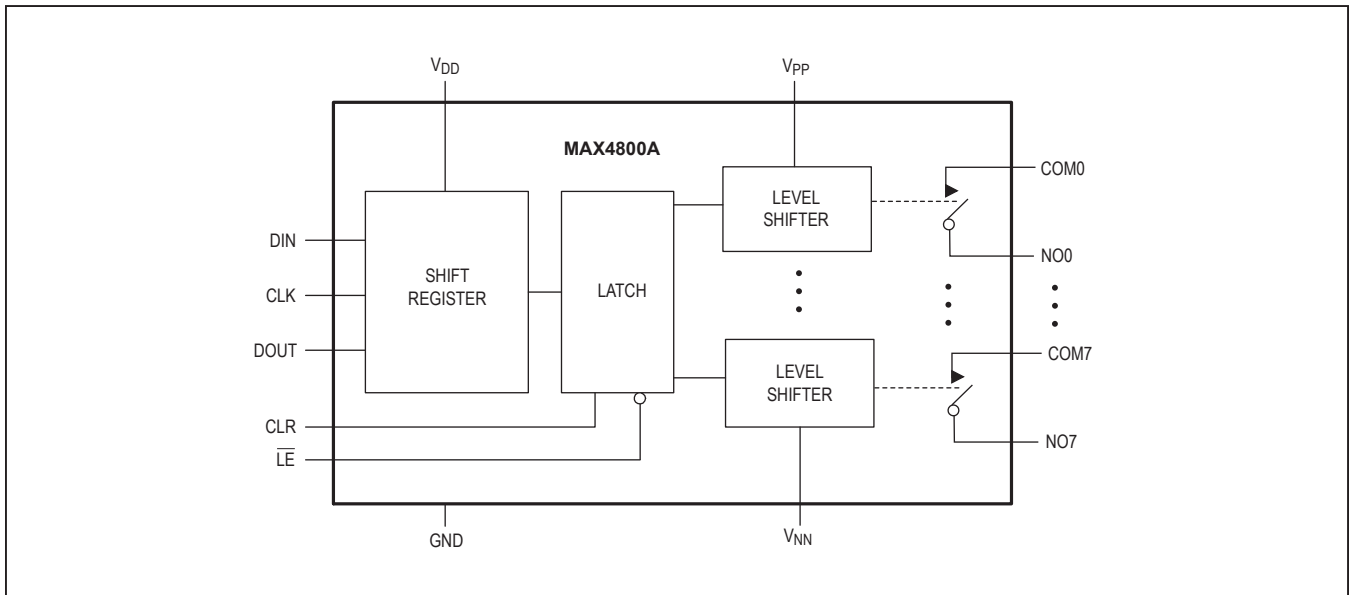 VDD
VPP
MAX4800A
COM0
LEVEL
SHIFTER
DIN
NO0
SHIFT
REGISTER
CLK
LATCH
DOUT
COM7
LEVEL
SHIFTER
CLR
NO7
LE
GND
VNN